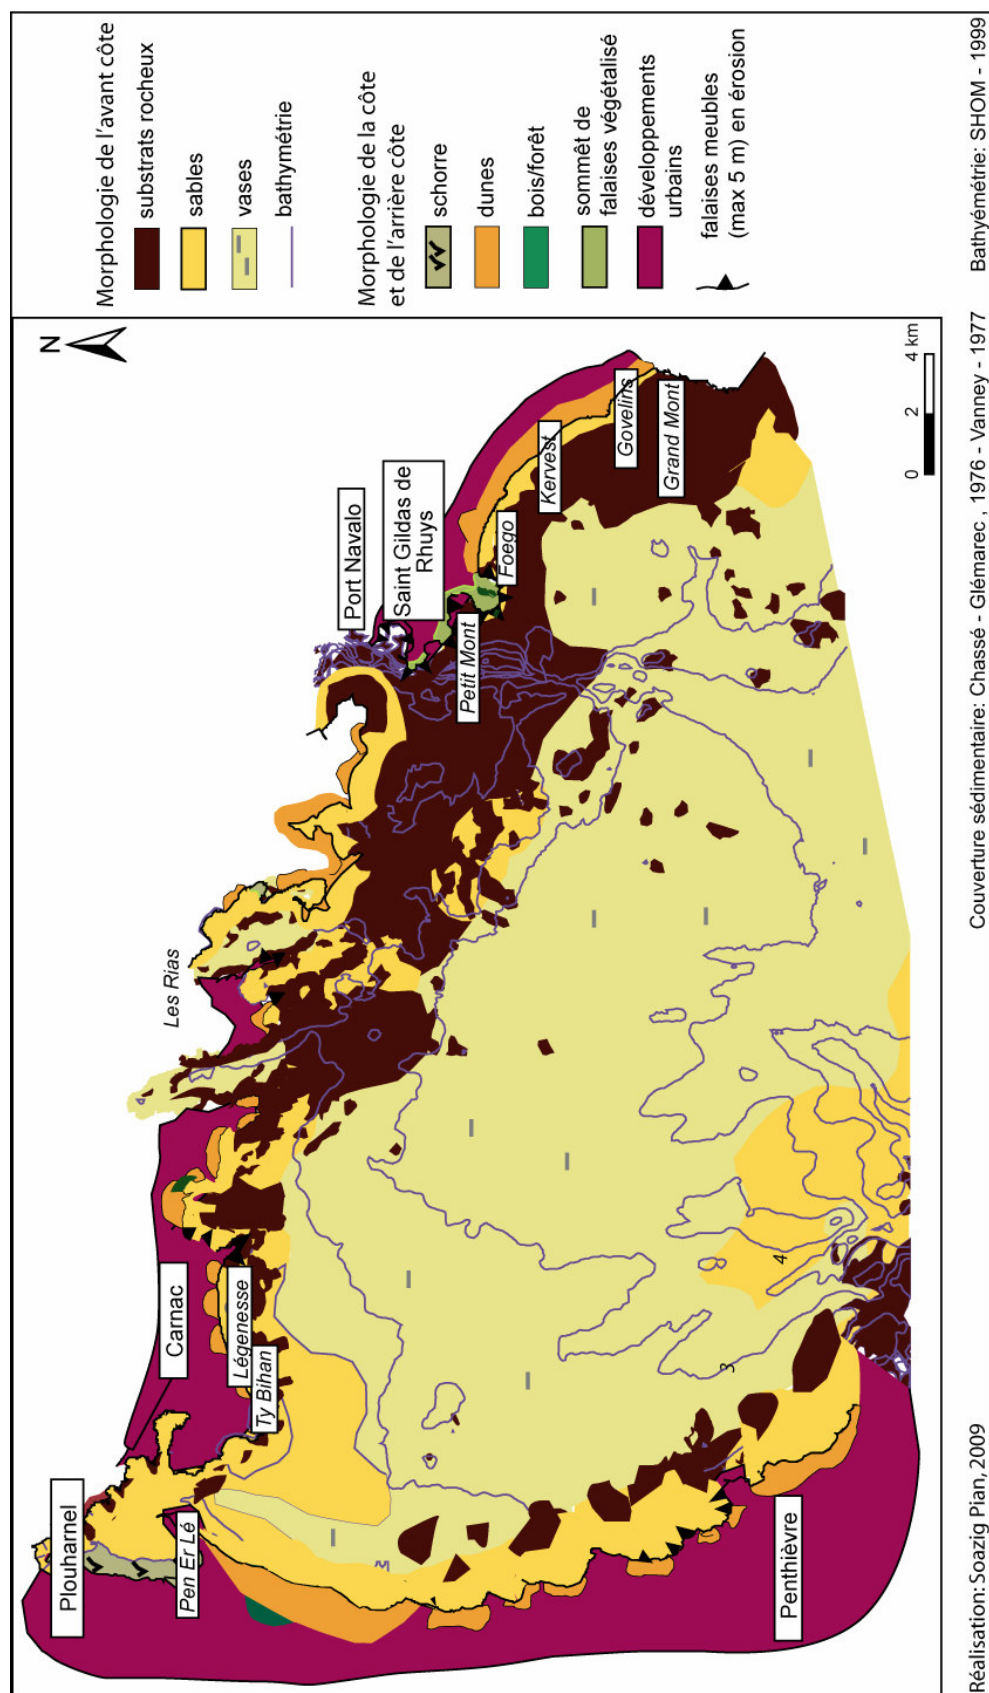 N
Plouharnel
Carnac
Pen Er Lé
Ty Bihan
Légenesse
Les Rias
Port Navalo
Saint Gildas de
Rhuys
Petit Mont
Foego
Kervest
Govelins
Grand Mont
Penthièvre
3
4
0 2 4 km
Morphologie de l'avant côte
substrats rocheux
sables
vases
bathymétrie
Morphologie de la côte
et de l'arrière côte
schorre
dunes
bois/forêt
sommêt de
falaises végétalisé
développements
urbains
falaises meubles
(max 5 m) en érosion
Réalisation: Soazig Pian, 2009
Couverture sédimentaire: Chassé - Glémarec , 1976 - Vanney - 1977
Bathyémétrie: SHOM - 1999